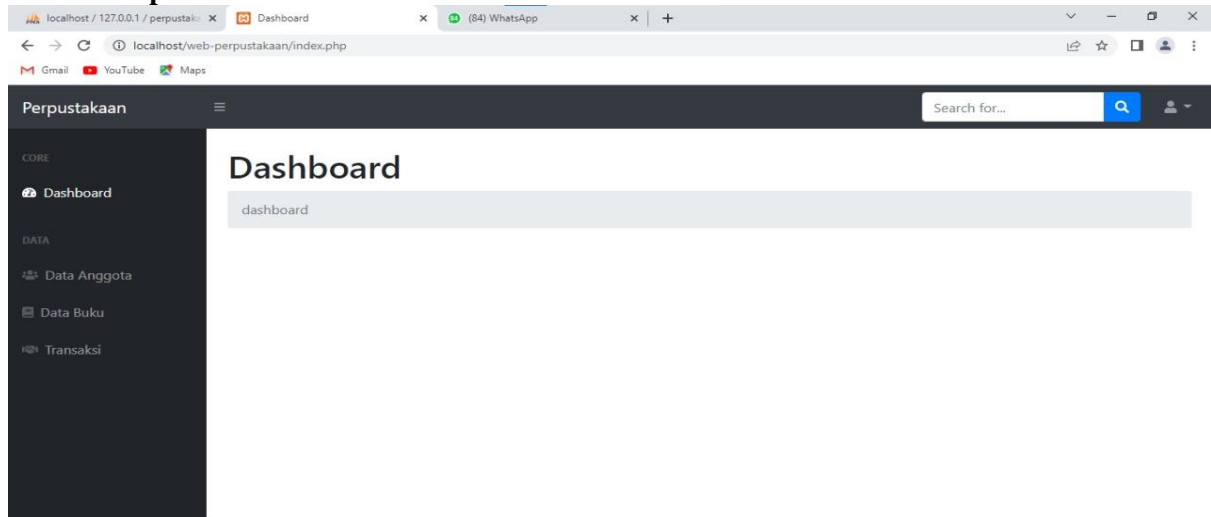 localhost / 127.0.0.1 / perpustaka
Dashboard
(84) WhatsApp
localhost/web-perpustakaan/index.php
Gmail
YouTube
Maps
Perpustakaan
Search for...
CORE
Dashboard
DATA
Data Anggota
Data Buku
Transaksi
Dashboard
dashboard